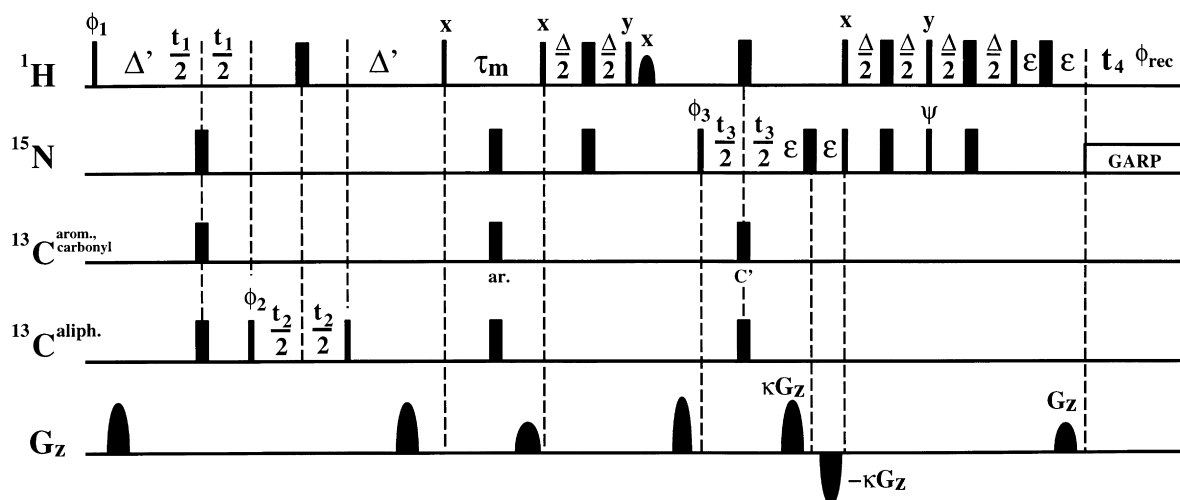 ϕ1 x x y x x y
¹H Δ' t1/2 t1/2 Δ' τm Δ/2 Δ/2 Δ/2 Δ/2 Δ/2 Δ/2 ε ε t4 ϕrec
ϕ3 ψ
¹⁵N t3/2 t3/2 ε ε GARP
¹³C arom., carbonyl
ar. C'
ϕ2
¹³C aliph. t2/2 t2/2
κGz Gz
Gz
-κGz